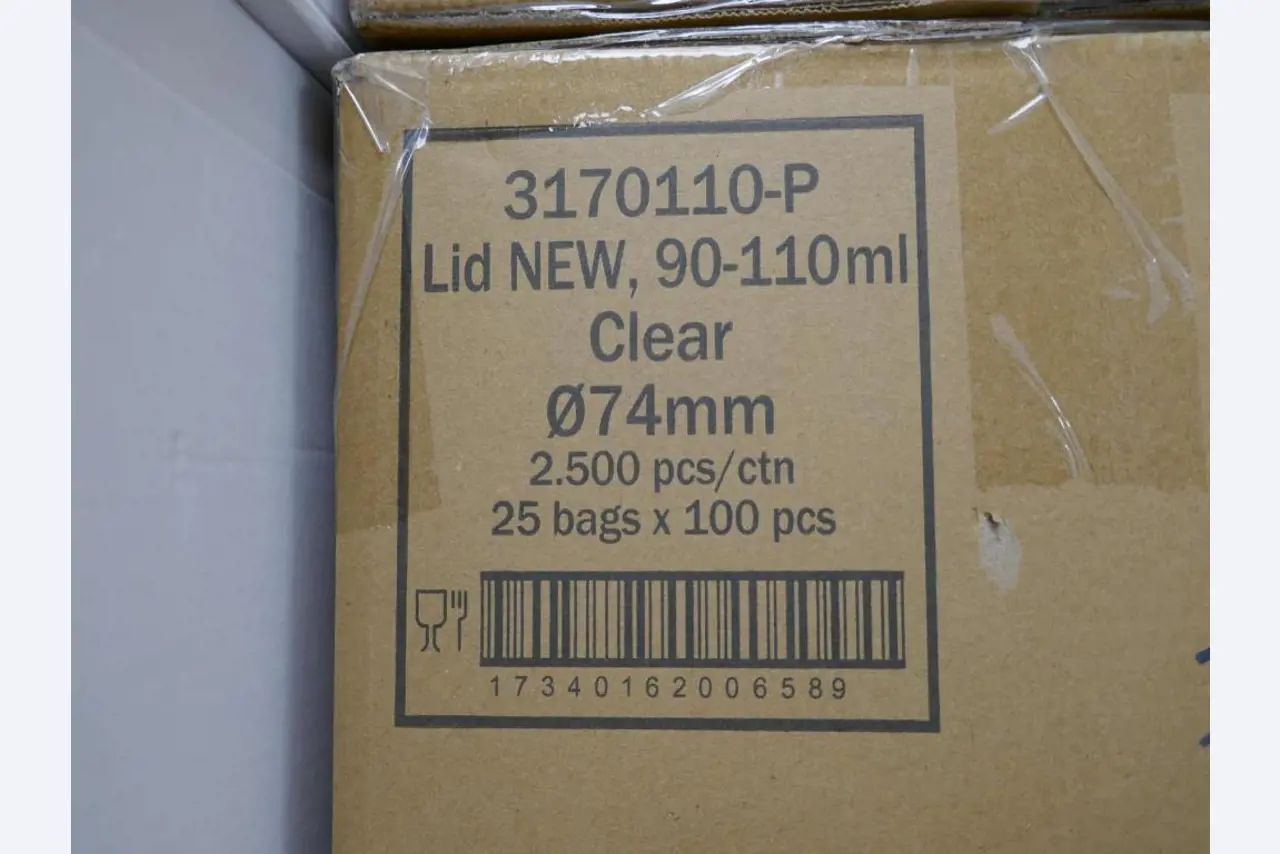 3170110-P
Lid NEW, 90-110ml
Clear
Ø74mm
2.500 pcs/ctn
25 bags x 100 pcs
17340162006589